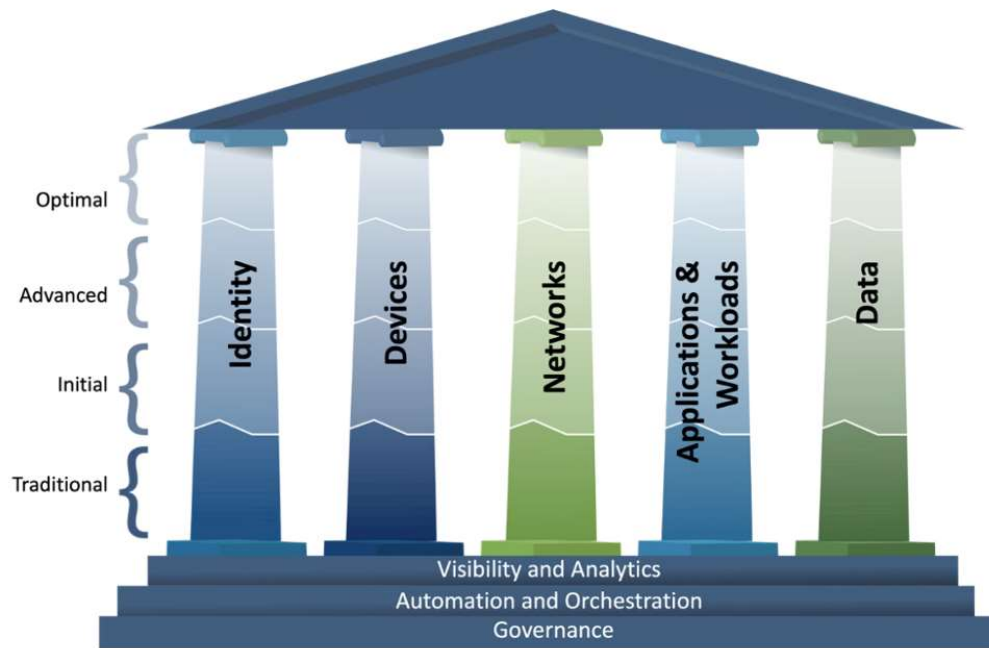 Optimal
Advanced
Initial
Traditional
Identity
Devices
Networks
Applications &
Workloads
Data
Visibility and Analytics
Automation and Orchestration
Governance